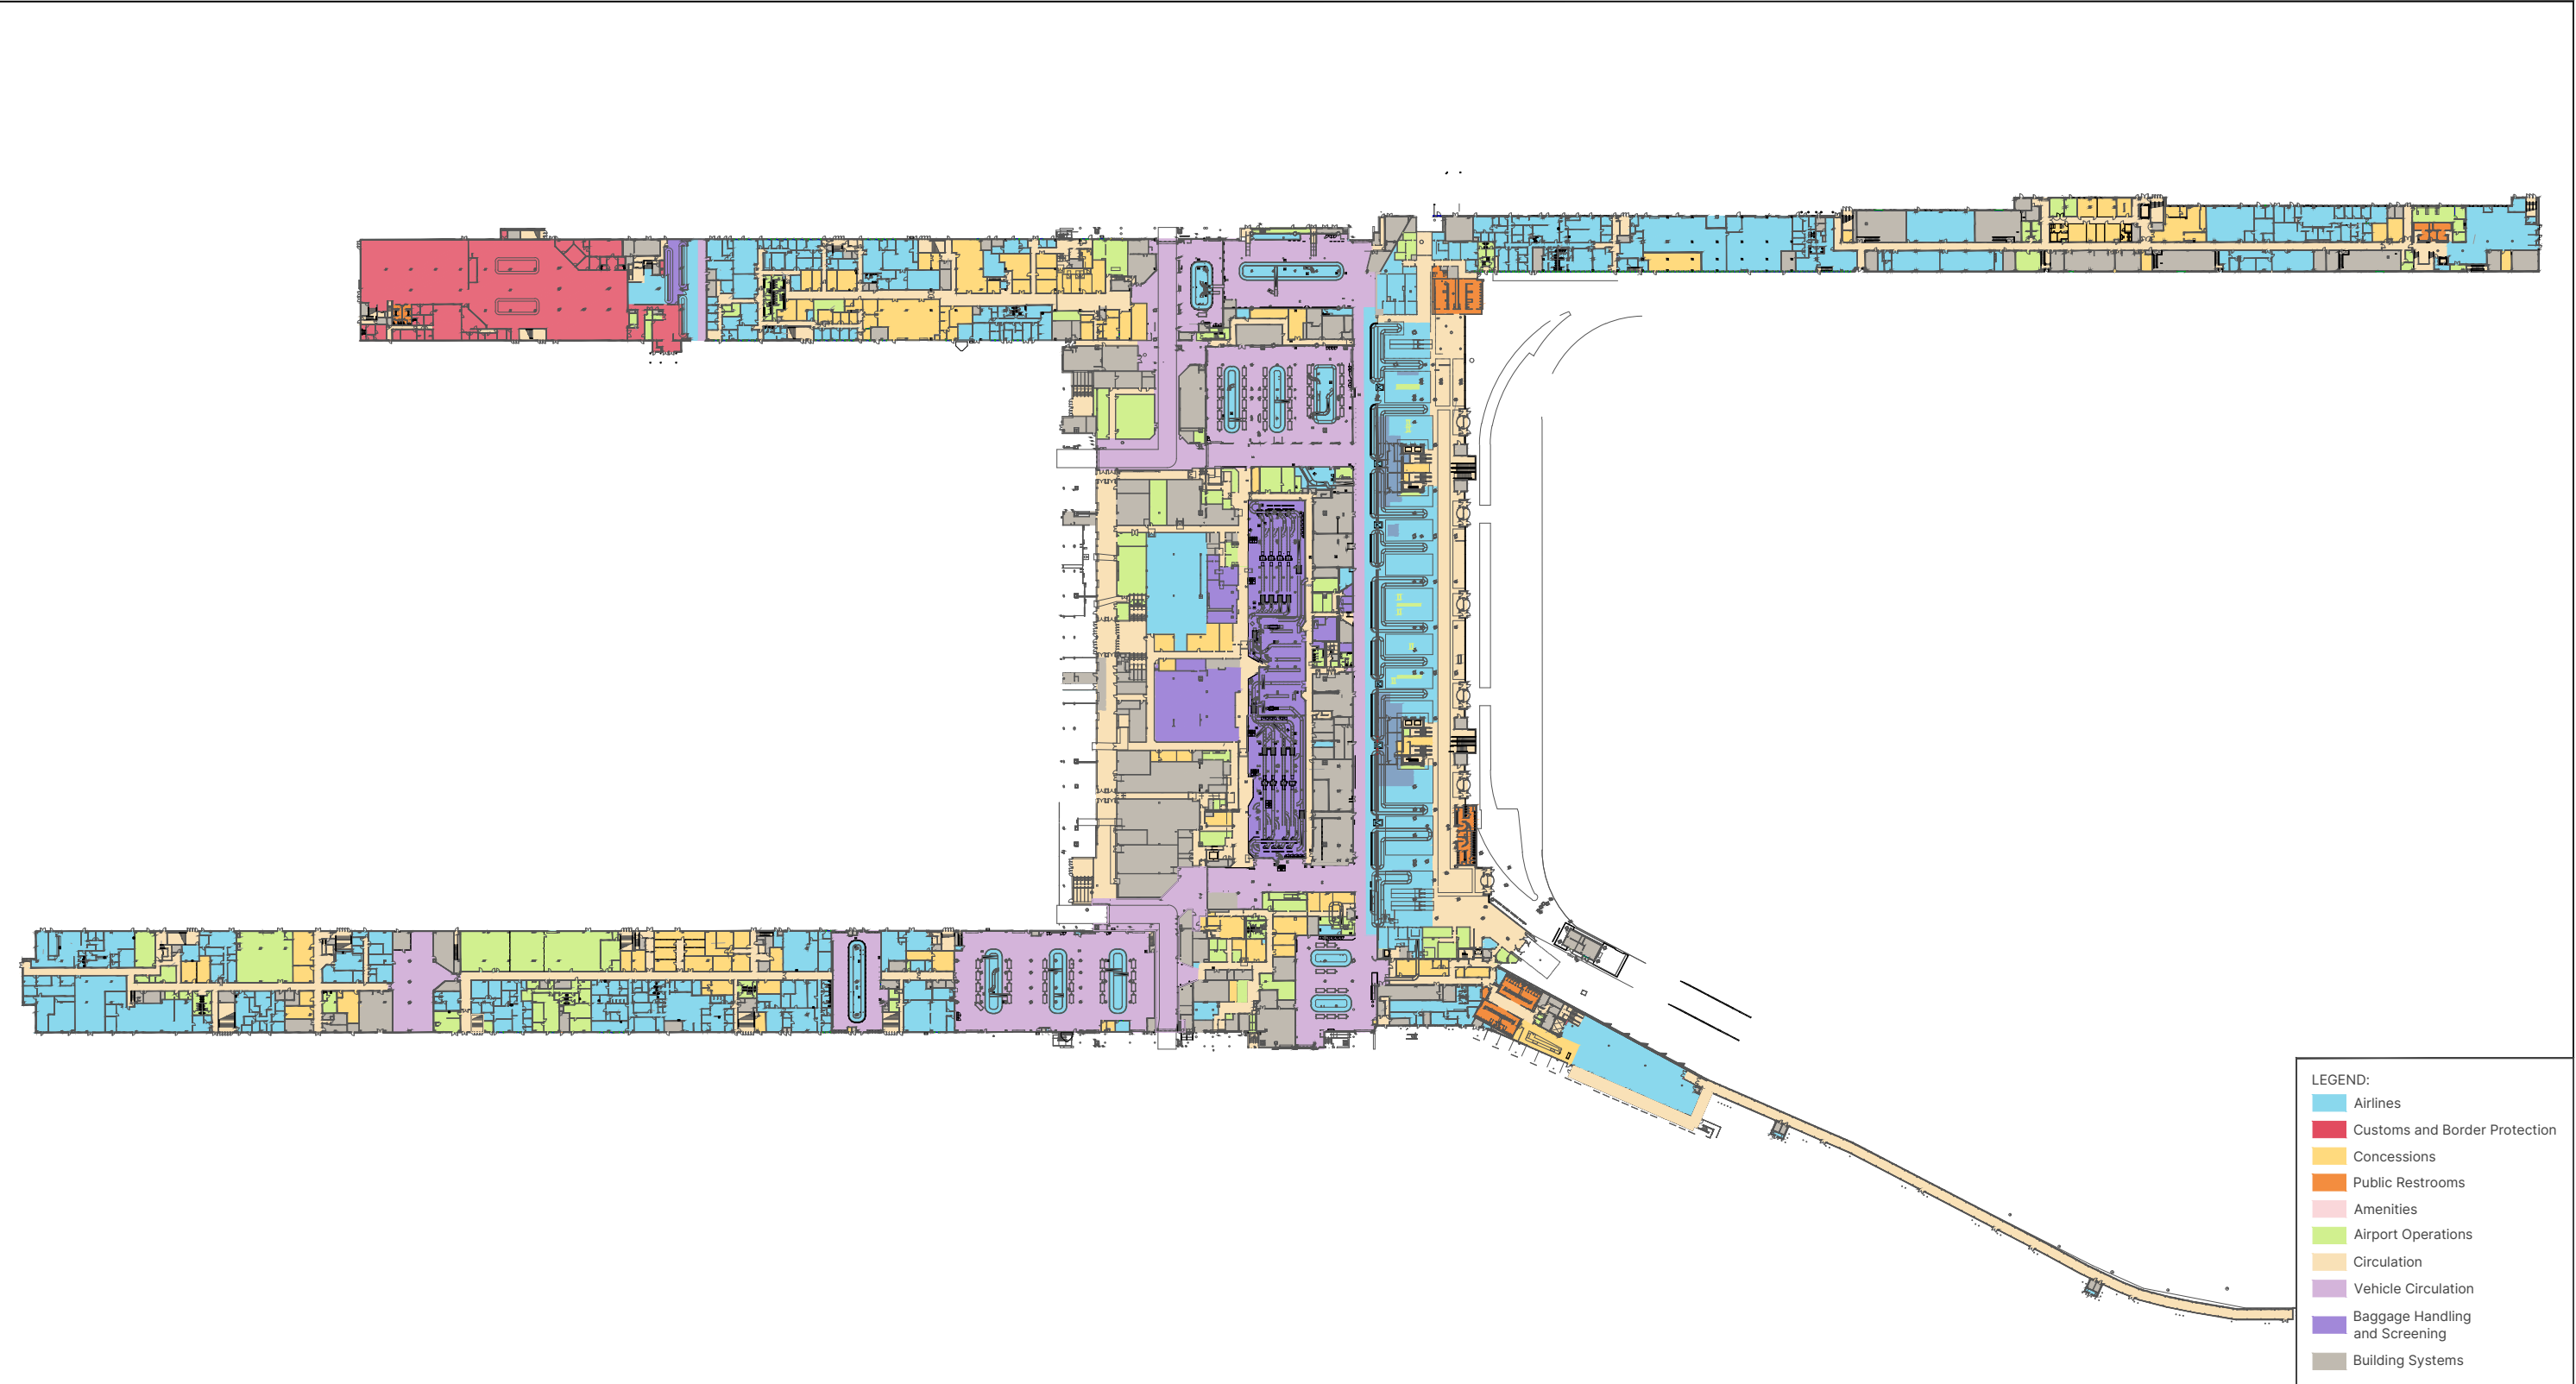 LEGEND:
Airlines
Customs and Border Protection
Concessions
Public Restrooms
Amenities
Airport Operations
Circulation
Vehicle Circulation
Baggage Handling
and Screening
Building Systems